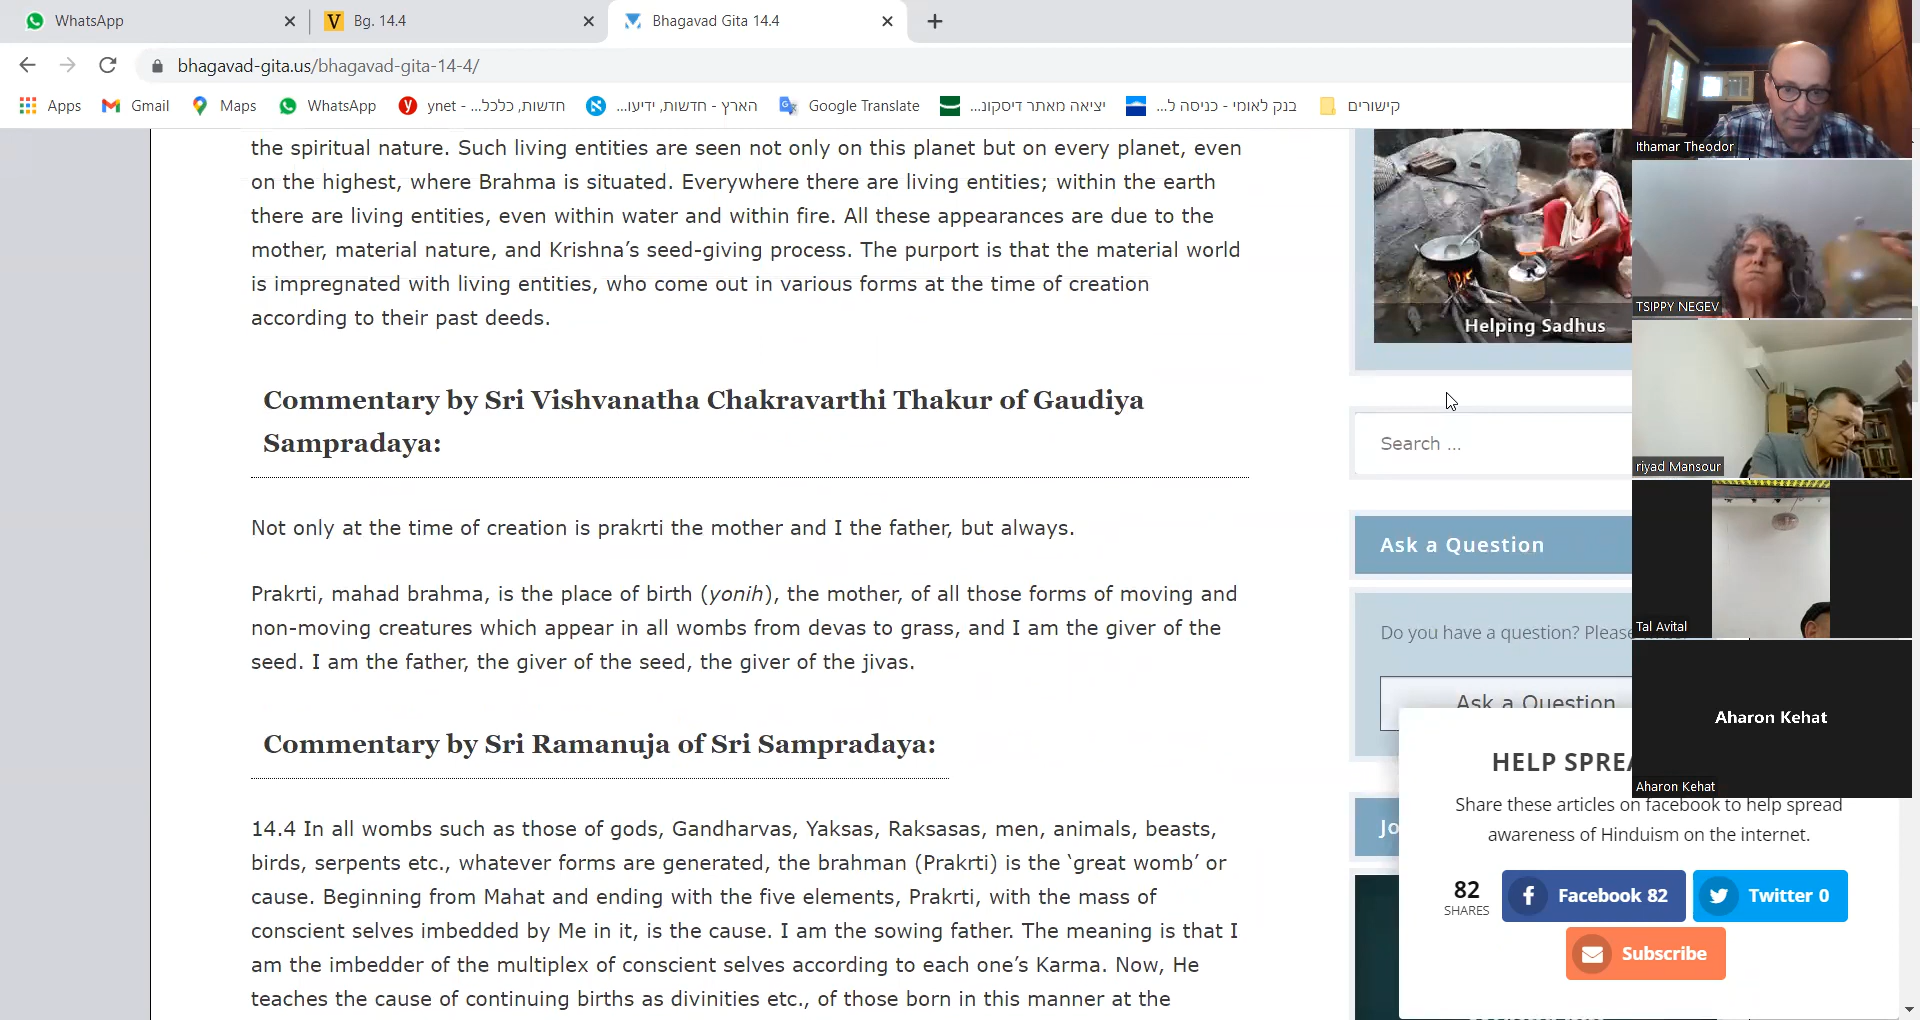 WhatsApp
Bg. 14.4
Bhagavad Gita 14.4
bhagavad-gita.us/bhagavad-gita-14-4/
Apps
Gmail
Maps
WhatsApp
ynet - חדשות, כלכל...
הארץ - חדשות, ידיעו...
Google Translate
יציאה מאתר דיסקונ...
בנק לאומי - כניסה ל...
קישורים
the spiritual nature. Such living entities are seen not only on this planet but on every planet, even
on the highest, where Brahma is situated. Everywhere there are living entities; within the earth
there are living entities, even within water and within fire. All these appearances are due to the
mother, material nature, and Krishna’s seed-giving process. The purport is that the material world
is impregnated with living entities, who come out in various forms at the time of creation
according to their past deeds.
Commentary by Sri Vishvanatha Chakravarthi Thakur of Gaudiya
Sampradaya:
Not only at the time of creation is prakrti the mother and I the father, but always.
Prakrti, mahad brahma, is the place of birth (yonih), the mother, of all those forms of moving and
non-moving creatures which appear in all wombs from devas to grass, and I am the giver of the
seed. I am the father, the giver of the seed, the giver of the jivas.
Commentary by Sri Ramanuja of Sri Sampradaya:
14.4 In all wombs such as those of gods, Gandharvas, Yaksas, Raksasas, men, animals, beasts,
birds, serpents etc., whatever forms are generated, the brahman (Prakrti) is the ‘great womb’ or
cause. Beginning from Mahat and ending with the five elements, Prakrti, with the mass of
conscient selves imbedded by Me in it, is the cause. I am the sowing father. The meaning is that I
am the imbedder of the multiplex of conscient selves according to each one’s Karma. Now, He
teaches the cause of continuing births as divinities etc., of those born in this manner at the
Helping Sadhus
Search ...
Ask a Question
Do you have a question? Please
Ask a Question
Jo
HELP SPREA
Share these articles on facebook to help spread
awareness of Hinduism on the internet.
82
SHARES
Facebook 82
Twitter 0
Subscribe
Ithamar Theodor
TSIPPY NEGEV
riyad Mansour
Tal Avital
Aharon Kehat
Aharon Kehat